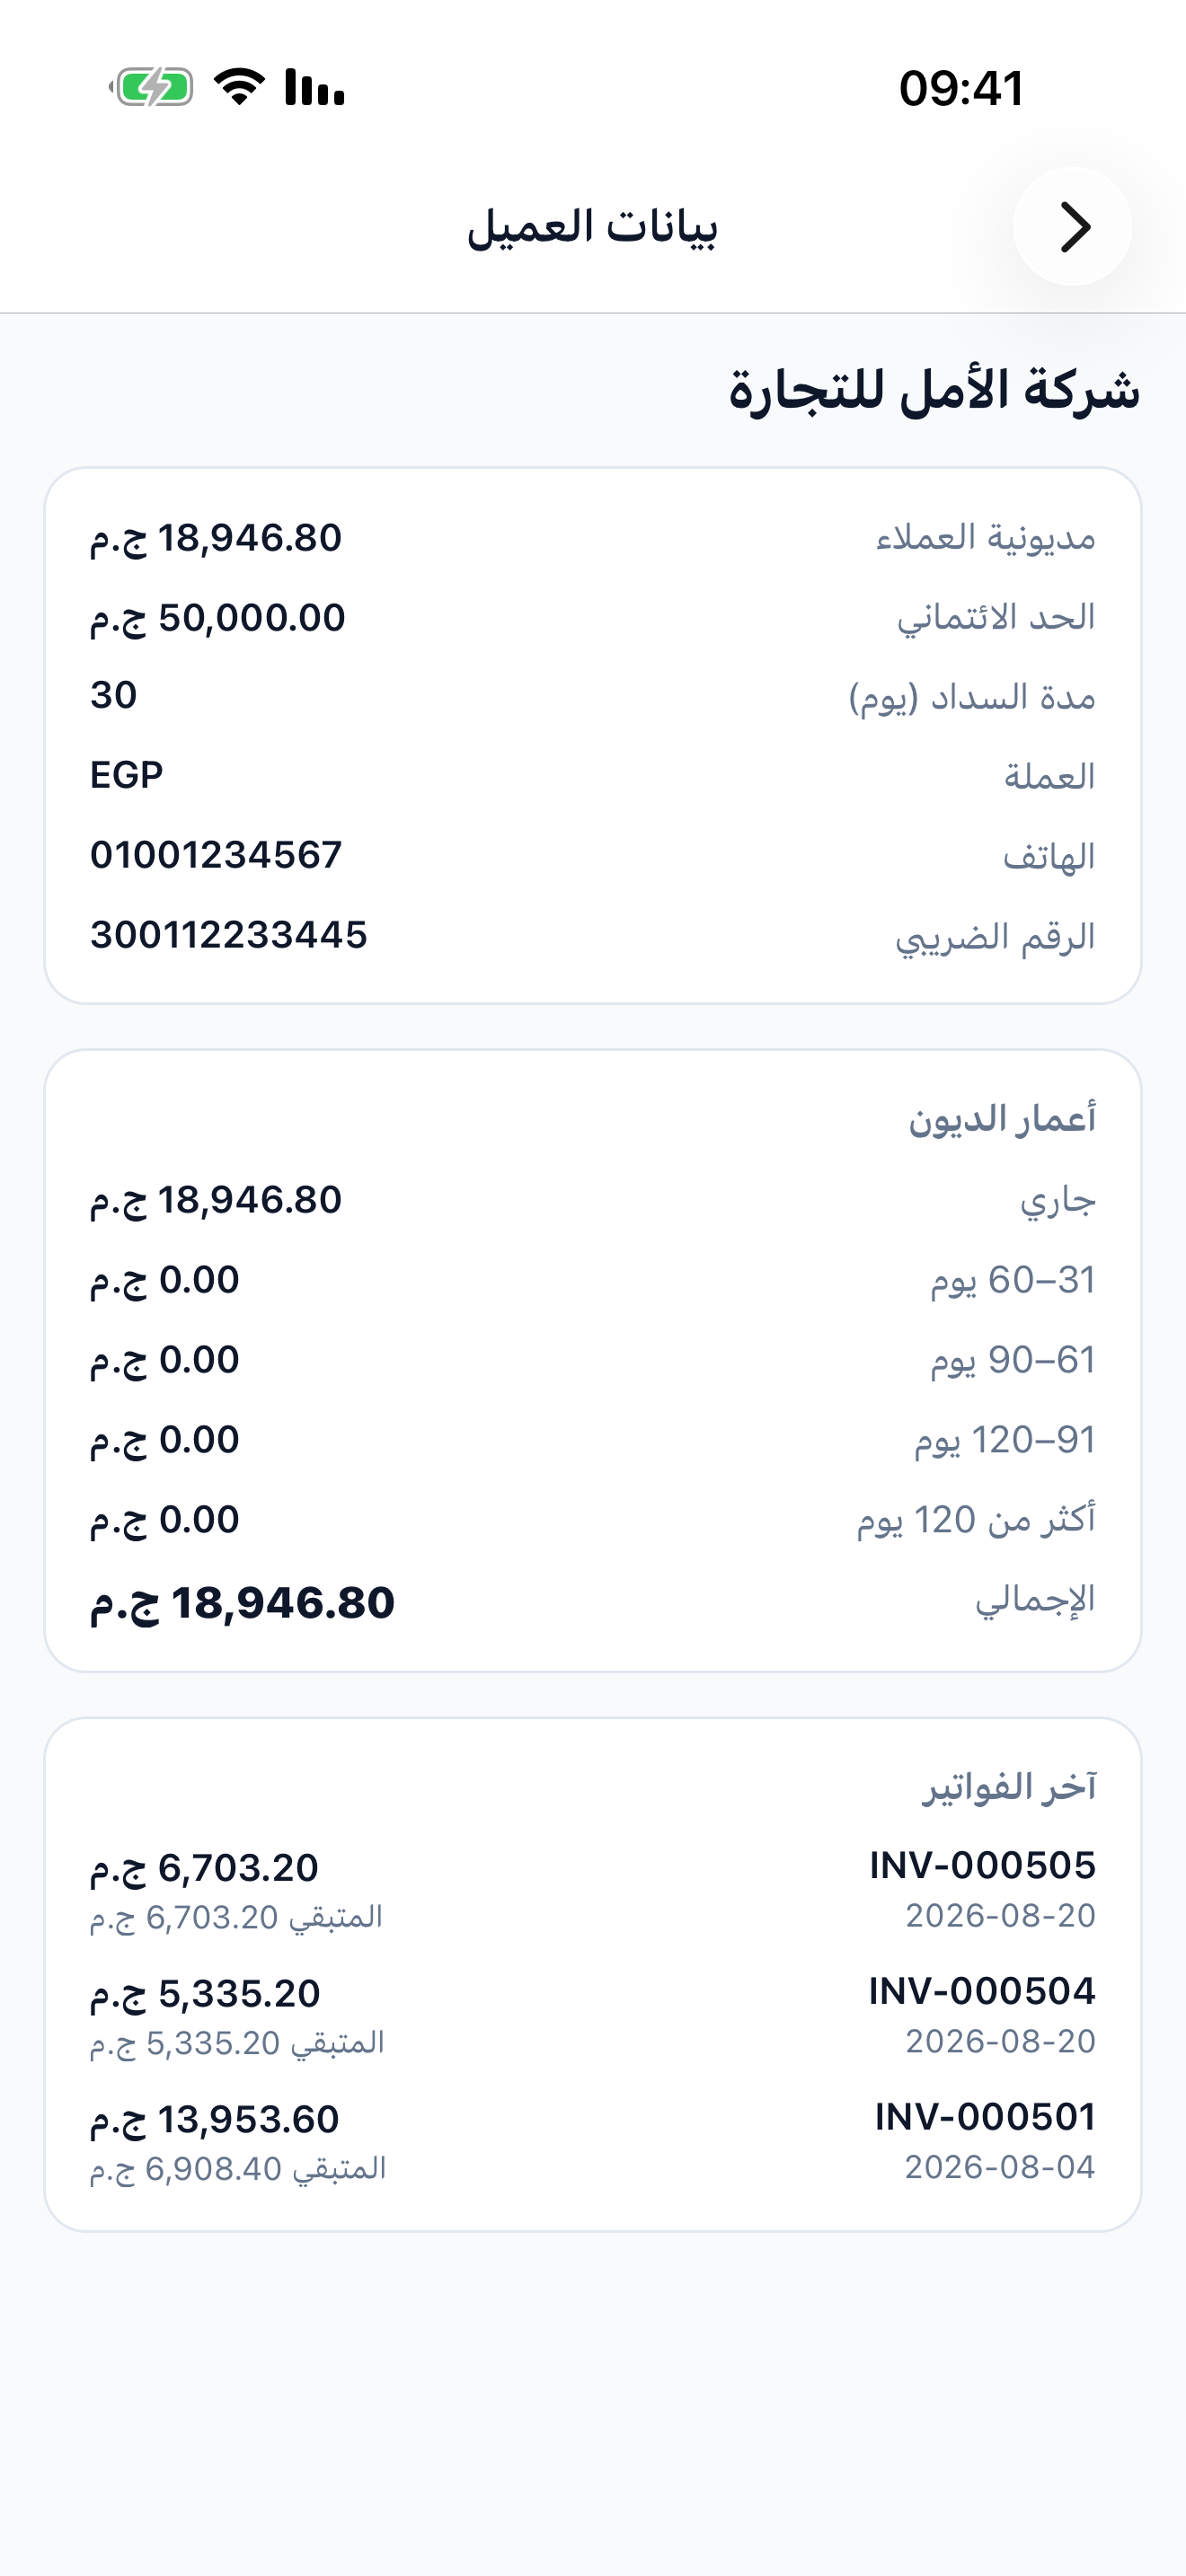 09:41
بيانات العميل
شركة الأمل للتجارة
مديونية العملاء 18,946.80 ج.م
الحد الائتماني 50,000.00 ج.م
مدة السداد (يوم) 30
العملة EGP
الهاتف 01001234567
الرقم الضريبي 300112233445
أعمار الديون
جاري 18,946.80 ج.م
31–60 يوم 0.00 ج.م
61–90 يوم 0.00 ج.م
91–120 يوم 0.00 ج.م
أكثر من 120 يوم 0.00 ج.م
الإجمالي 18,946.80 ج.م
آخر الفواتير
INV-000505 6,703.20 ج.م
2026-08-20 المتبقي 6,703.20 ج.م
INV-000504 5,335.20 ج.م
2026-08-20 المتبقي 5,335.20 ج.م
INV-000501 13,953.60 ج.م
2026-08-04 المتبقي 6,908.40 ج.م